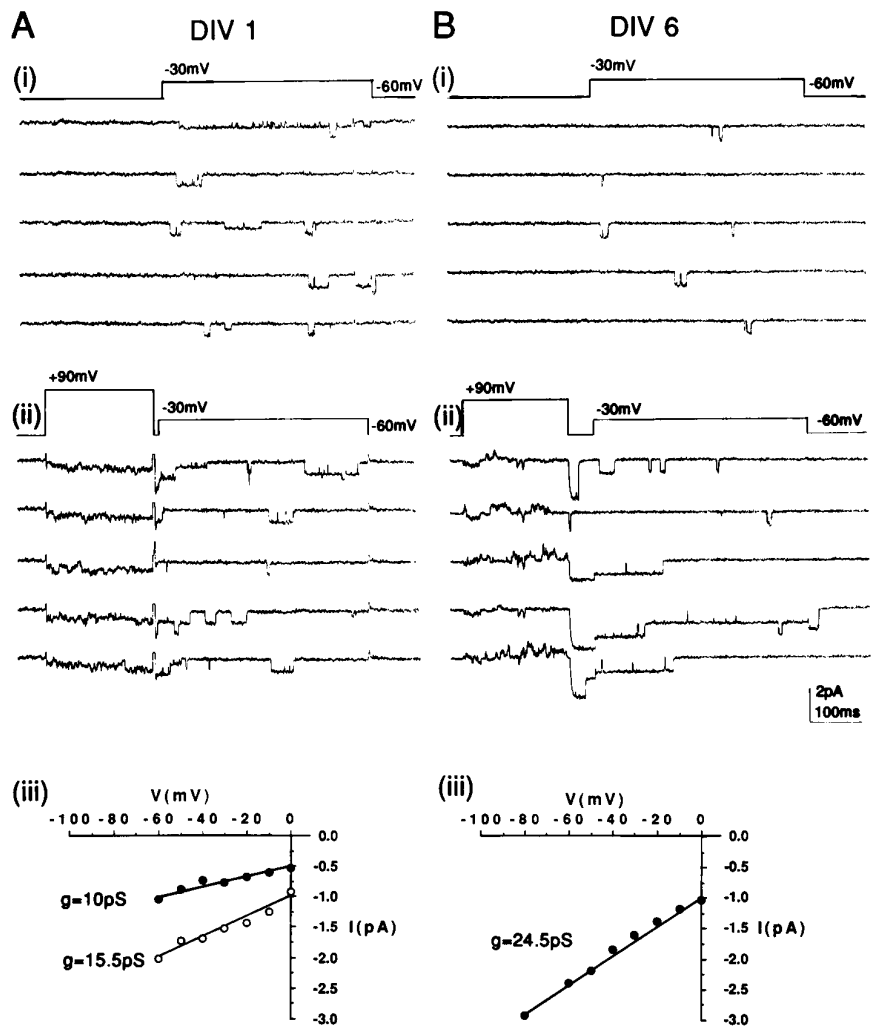 A DIV 1
(i)
-30mV
-60mV
(ii)
+90mV
-30mV
-60mV
(iii)
V(mV)
-100 -80 -60 -40 -20 0
0.0
-0.5
-1.0
-1.5
-2.0
-2.5
-3.0
I(pA)
g=10pS
g=15.5pS
B DIV 6
(i)
-30mV
-60mV
(ii)
+90mV
-30mV
-60mV
2pA
100ms
(iii)
V(mV)
-100 -80 -60 -40 -20 0
0.0
-0.5
-1.0
-1.5
-2.0
-2.5
-3.0
I(pA)
g=24.5pS